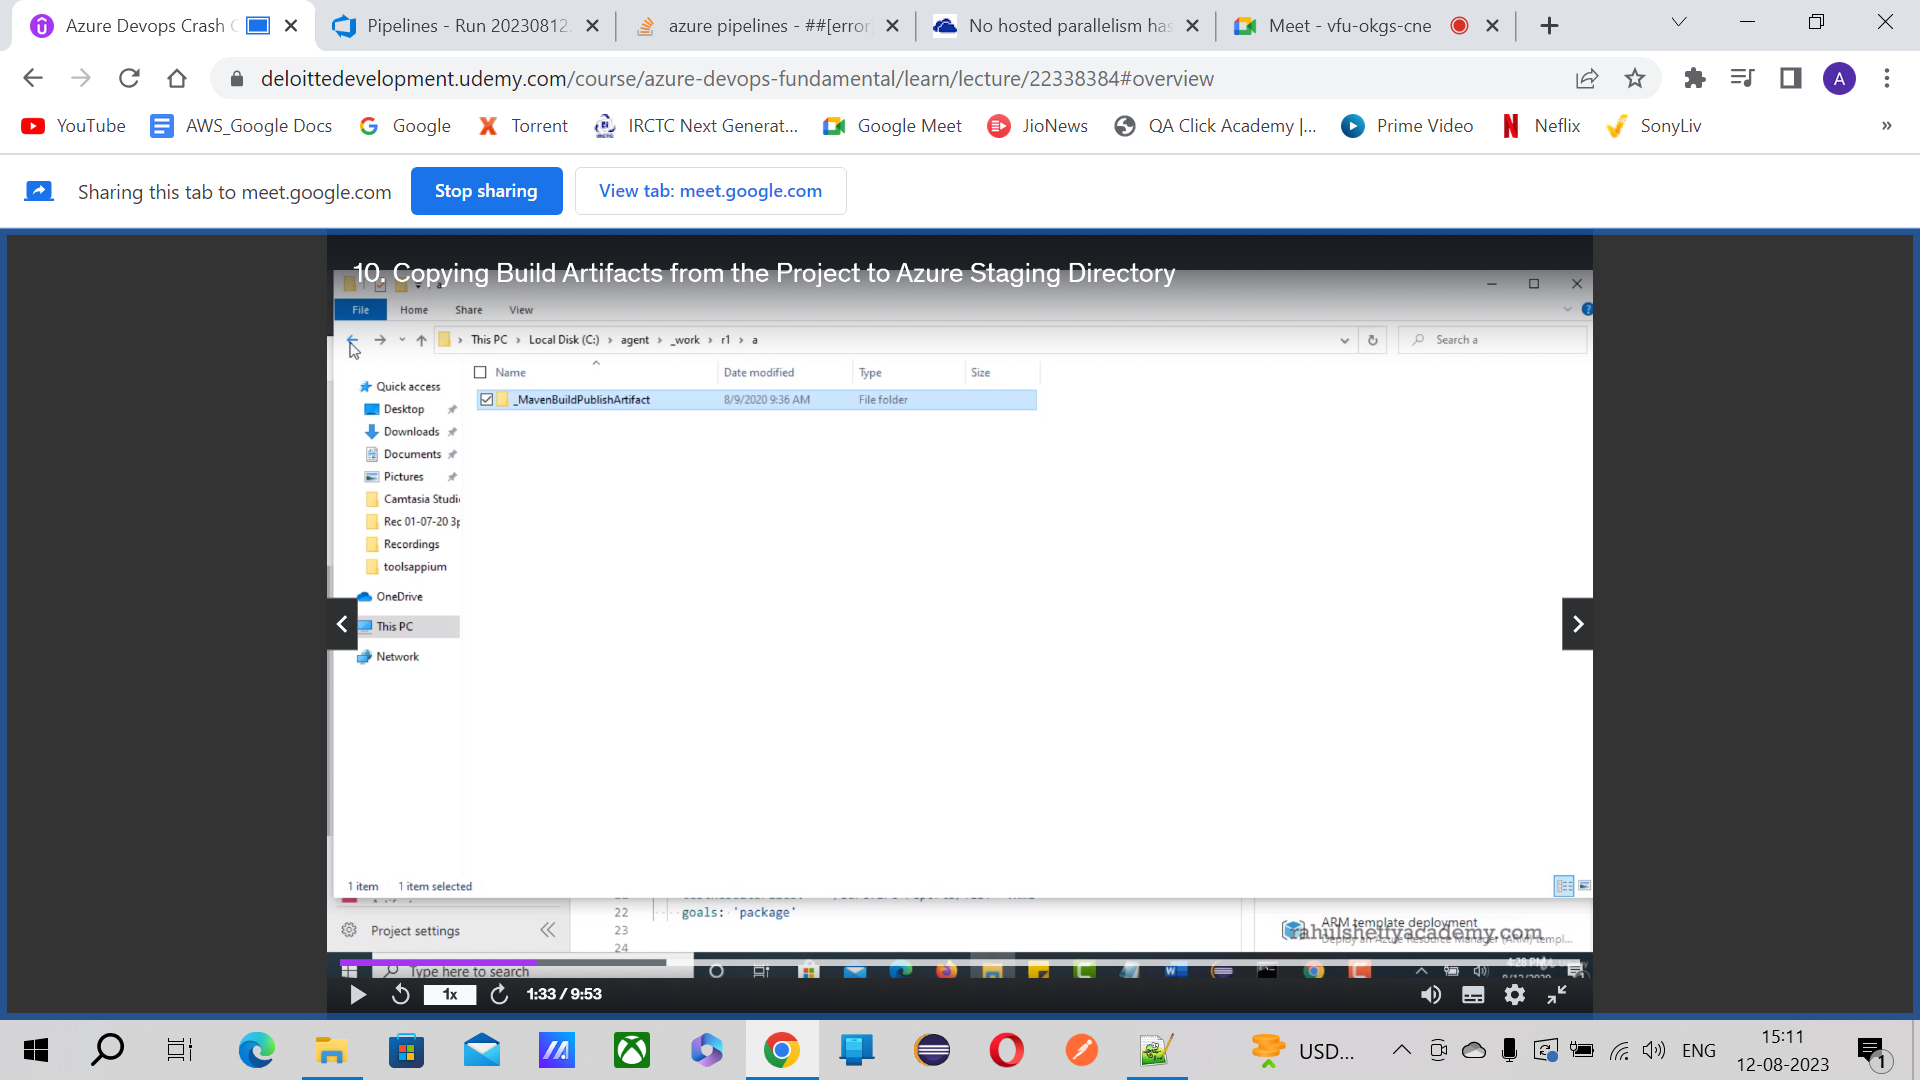 Azure Devops Crash C
Pipelines - Run 20230812.
azure pipelines - ##[error]
No hosted parallelism has
Meet - vfu-okgs-cne
deloittedevelopment.udemy.com/course/azure-devops-fundamental/learn/lecture/22338384#overview
A
YouTube
AWS_Google Docs
Google
Torrent
IRCTC Next Generat...
Google Meet
JioNews
QA Click Academy |...
Prime Video
Neflix
SonyLiv
»
Sharing this tab to meet.google.com
Stop sharing
View tab: meet.google.com
10. Copying Build Artifacts from the Project to Azure Staging Directory
File
Home
Share
View
This PC > Local Disk (C:) > agent > _work > r1 > a
Search a
Name
Date modified
Type
Size
_MavenBuildPublishArtifact
8/9/2020 9:36 AM
File folder
Quick access
Desktop
Downloads
Documents
Pictures
Camtasia Studi
Rec 01-07-20 3p
Recordings
toolsappium
OneDrive
This PC
Network
1 item
1 item selected
22
goals: 'package'
23
24
Project settings
ARM template deployment
rahulshettyacademy.com
Type here to search
4:28 PM
1x
1:33 / 9:53
USD...
ENG
15:11
12-08-2023
1